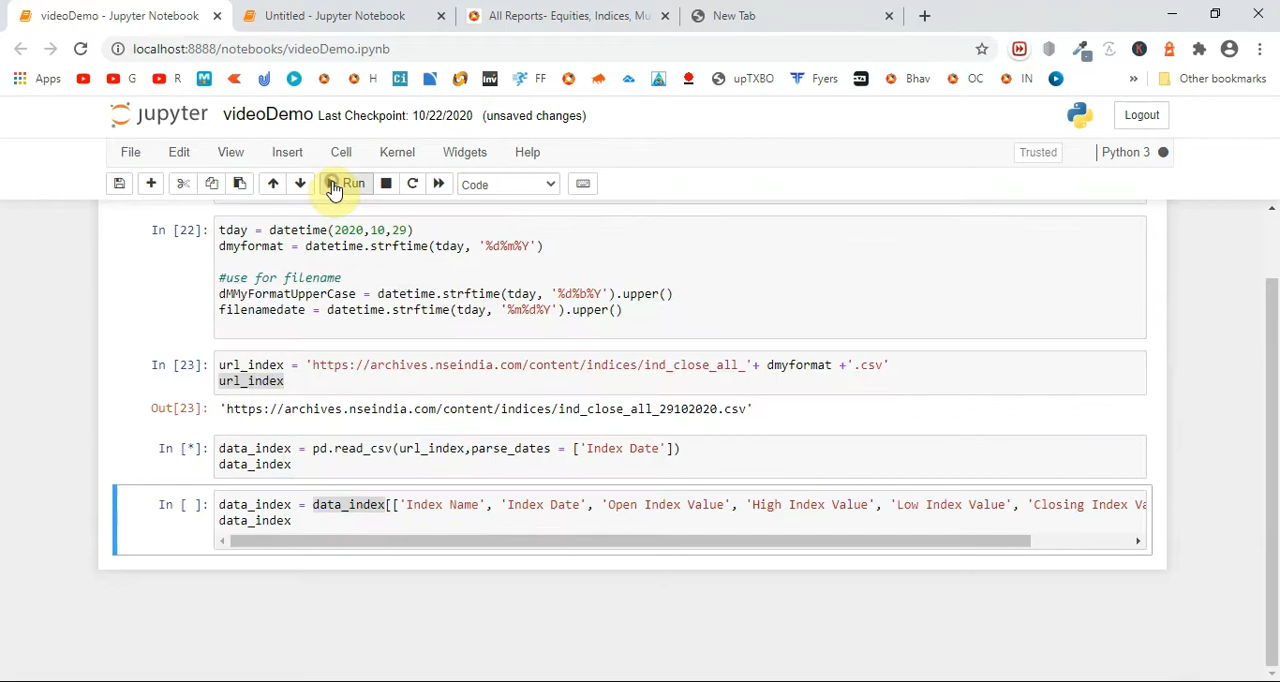 videoDemo - Jupyter Notebook
Untitled - Jupyter Notebook
All Reports- Equities, Indices, Mu
New Tab
localhost:8888/notebooks/videoDemo.ipynb
Apps
G
R
H
Ci
Inv
FF
upTXBO
Fyers
Bhav
OC
IN
»
Other bookmarks
jupyter
videoDemo Last Checkpoint: 10/22/2020 (unsaved changes)
Logout
File Edit View Insert Cell Kernel Widgets Help
Trusted
Python 3
Run
Code
In [22]:
tday = datetime(2020,10,29)
dmyformat = datetime.strftime(tday, '%d%m%Y')
#use for filename
dMMyFormatUpperCase = datetime.strftime(tday, '%d%b%Y').upper()
filenamedate = datetime.strftime(tday, '%m%d%Y').upper()
In [23]:
url_index = 'https://archives.nseindia.com/content/indices/ind_close_all_'+ dmyformat +'.csv'
url_index
Out[23]:
'https://archives.nseindia.com/content/indices/ind_close_all_29102020.csv'
In [*]:
data_index = pd.read_csv(url_index,parse_dates = ['Index Date'])
data_index
In [ ]:
data_index = data_index[['Index Name', 'Index Date', 'Open Index Value', 'High Index Value', 'Low Index Value', 'Closing Index Va
data_index